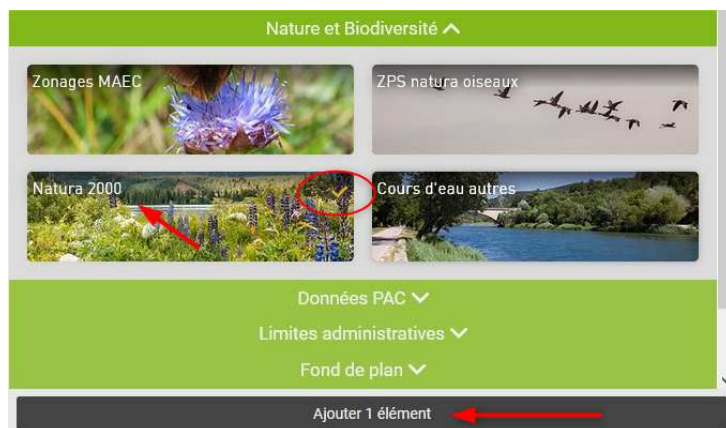 Nature et Biodiversité
Zonages MAEC
ZPS natura oiseaux
Natura 2000
Cours d'eau autres
Données PAC
Limites administratives
Fond de plan
Ajouter 1 élément